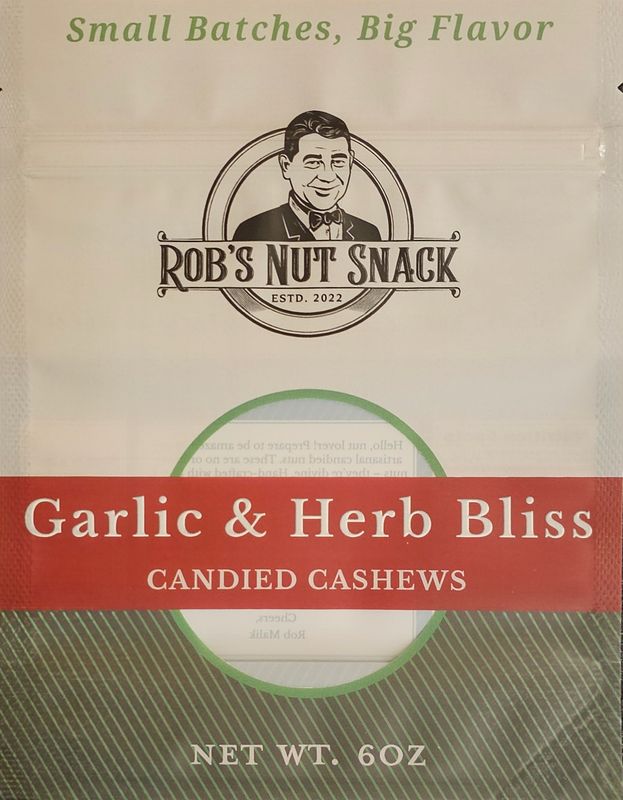 Small Batches, Big Flavor
ROB'S NUT SNACK
ESTD. 2022
Hello, nut lover! Prepare to be amaze
artisanal candied nuts. These are no or
nuts – they're divine. Hand-crafted with
Garlic & Herb Bliss
CANDIED CASHEWS
Cheers,
Rob Malik
NET WT. 6OZ